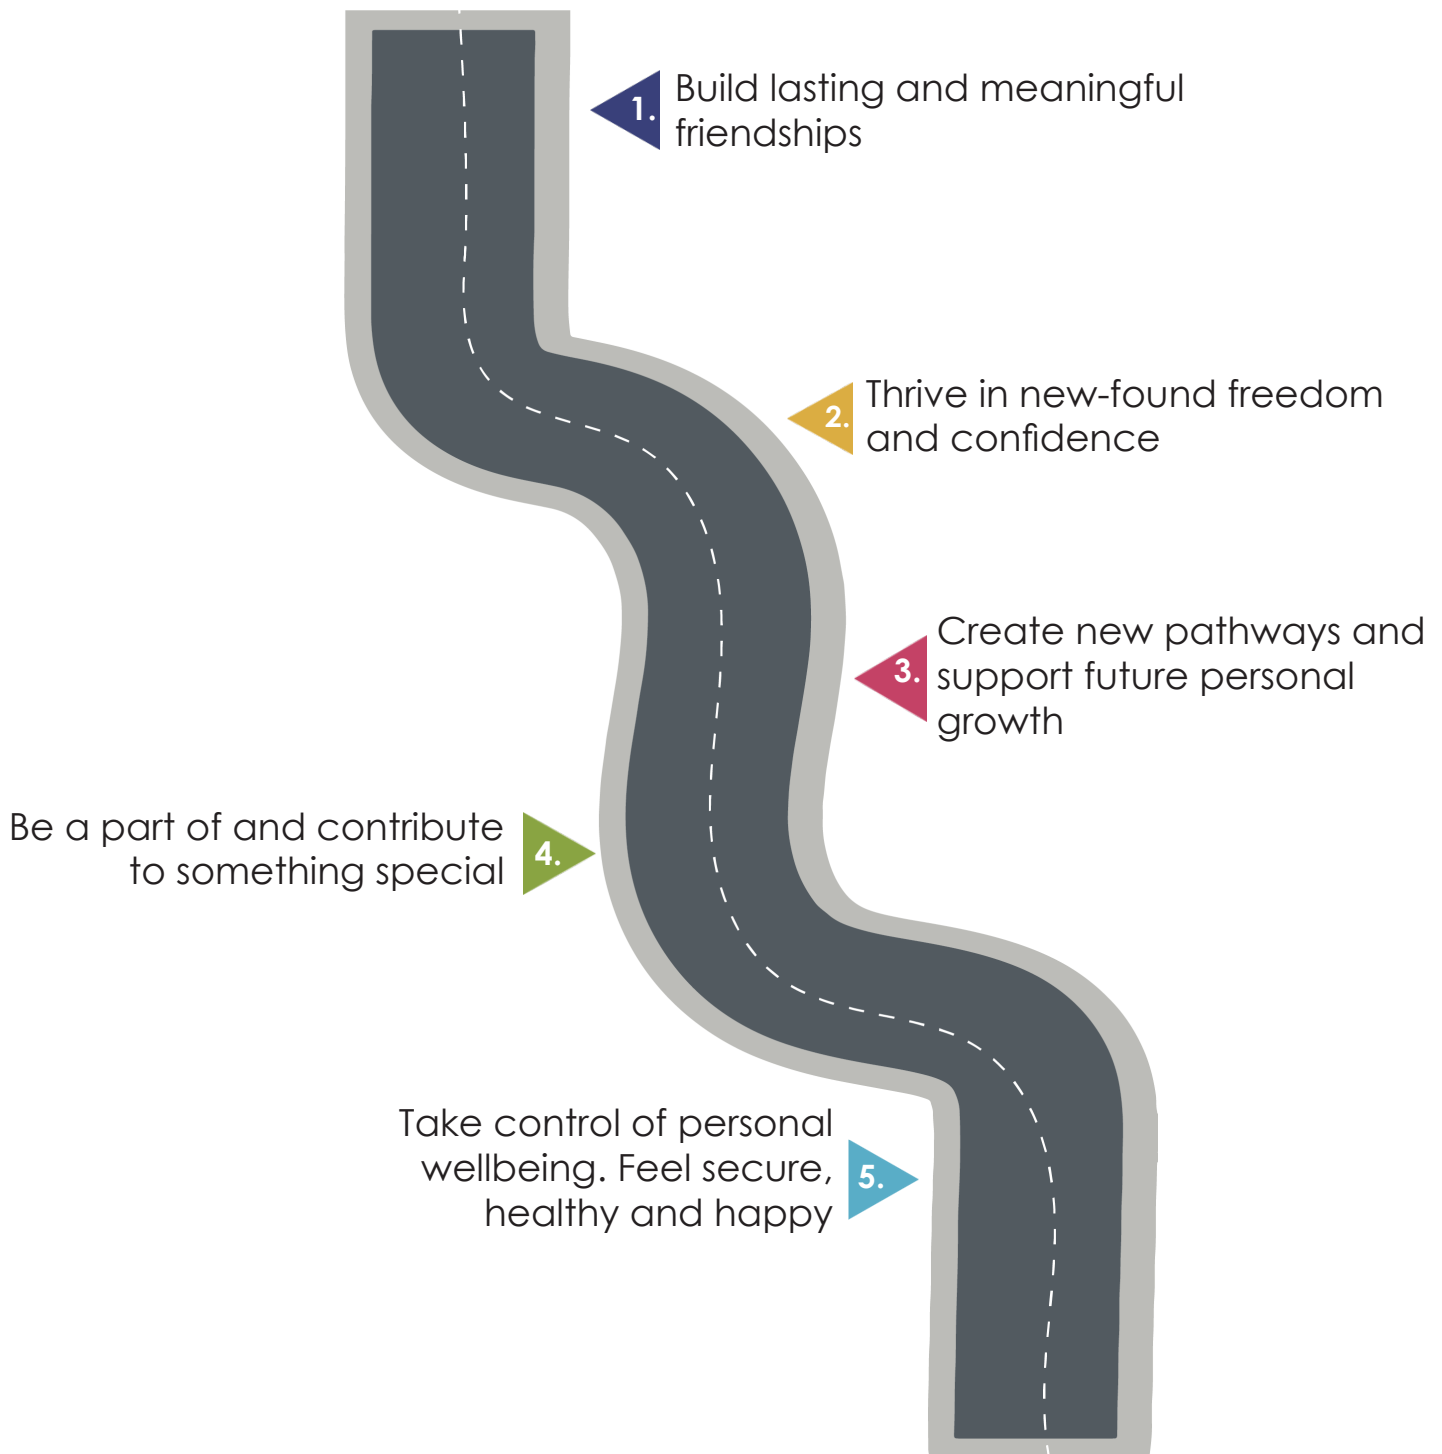 1. Build lasting and meaningful
friendships
2. Thrive in new-found freedom
and confidence
3. Create new pathways and
support future personal
growth
Be a part of and contribute
to something special 4.
Take control of personal
wellbeing. Feel secure, 5.
healthy and happy